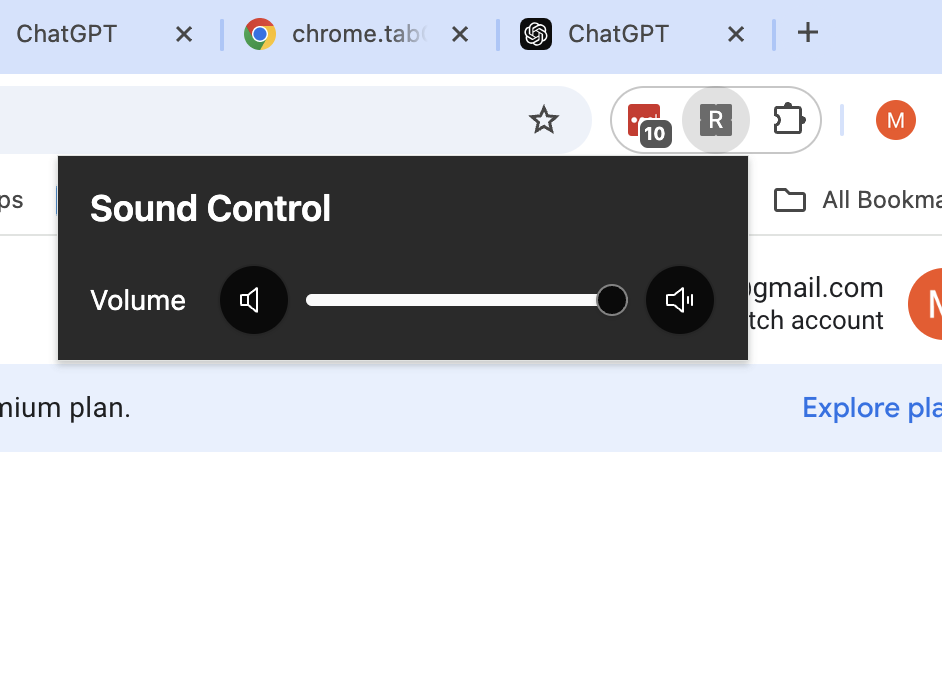 ChatGPT
chrome.tab
ChatGPT
10
R
M
ps
All Bookma
Sound Control
Volume
@gmail.com
tch account
M
mium plan.
Explore pla